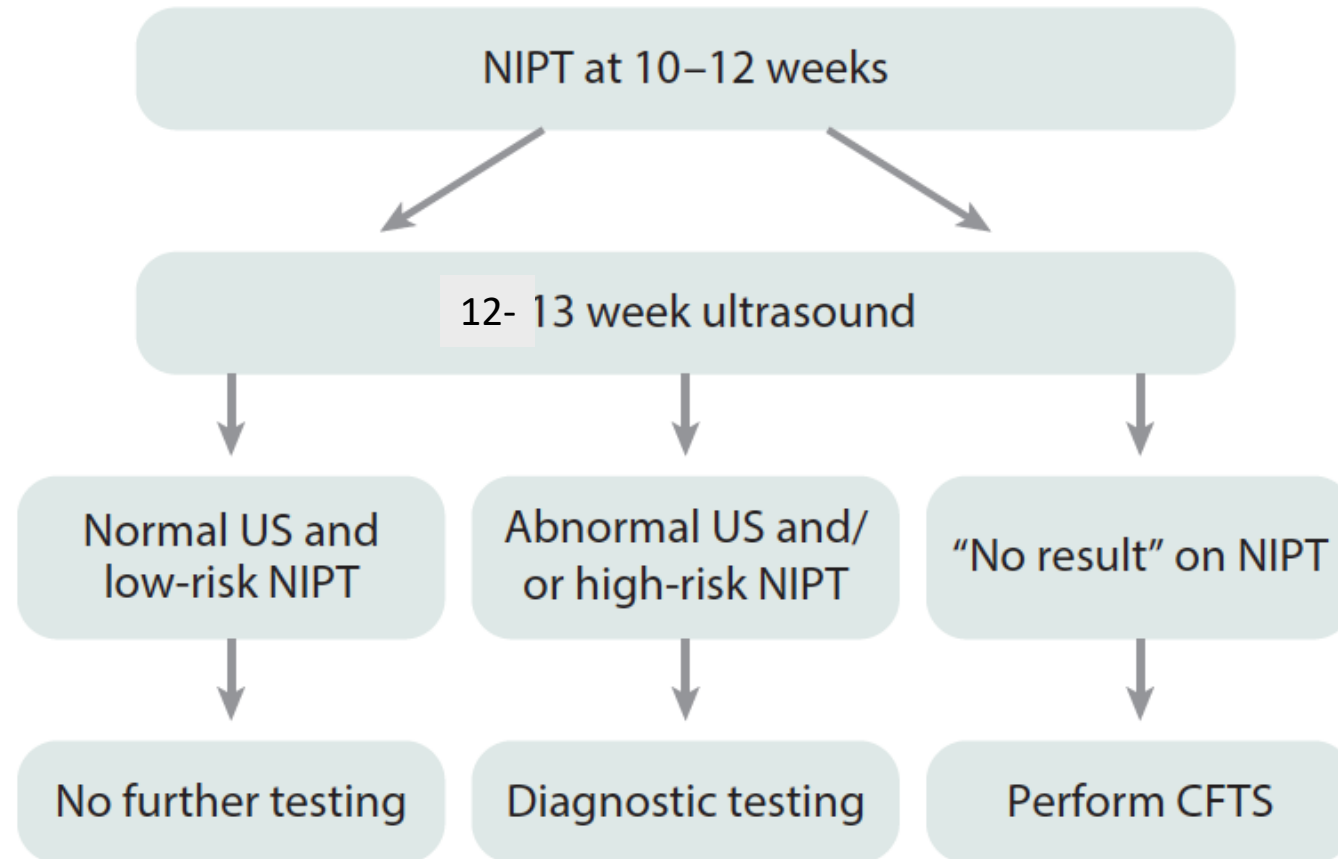 NIPT at 10–12 weeks
12- 13 week ultrasound
Normal US and
low-risk NIPT
Abnormal US and/
or high-risk NIPT
“No result” on NIPT
No further testing
Diagnostic testing
Perform CFTS